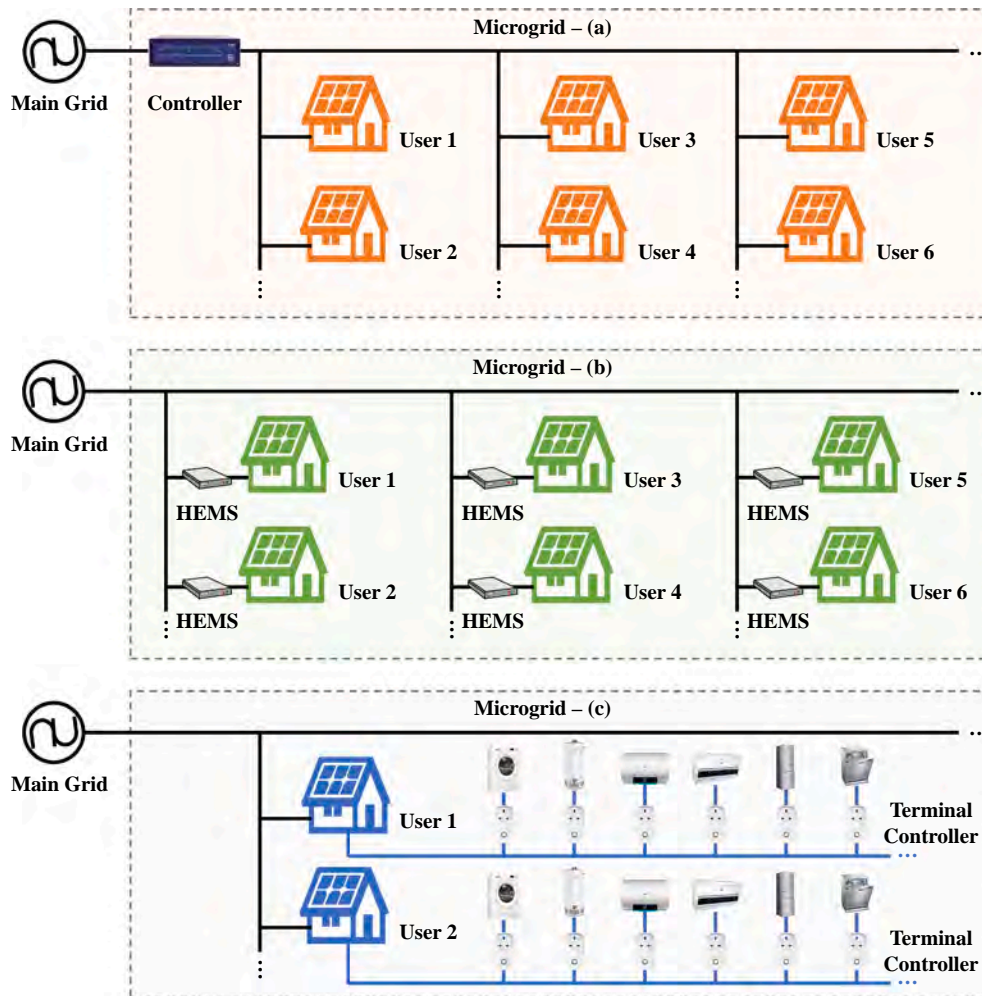 Microgrid – (a)
Main Grid
Controller
User 1
User 3
User 5
User 2
User 4
User 6
Microgrid – (b)
Main Grid
User 1
User 3
User 5
HEMS
HEMS
HEMS
User 2
User 4
User 6
HEMS
HEMS
HEMS
Microgrid – (c)
Main Grid
User 1
Terminal
Controller
User 2
Terminal
Controller